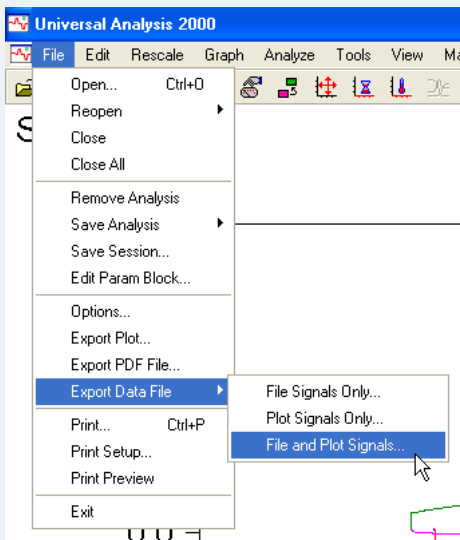 Universal Analysis 2000
File Edit Rescale Graph Analyze Tools View
Open... Ctrl+O
Reopen
Close
Close All
Remove Analysis
Save Analysis
Save Session...
Edit Param Block...
Options...
Export Plot...
Export PDF File...
Export Data File
File Signals Only...
Plot Signals Only...
File and Plot Signals...
Print... Ctrl+P
Print Setup...
Print Preview
Exit